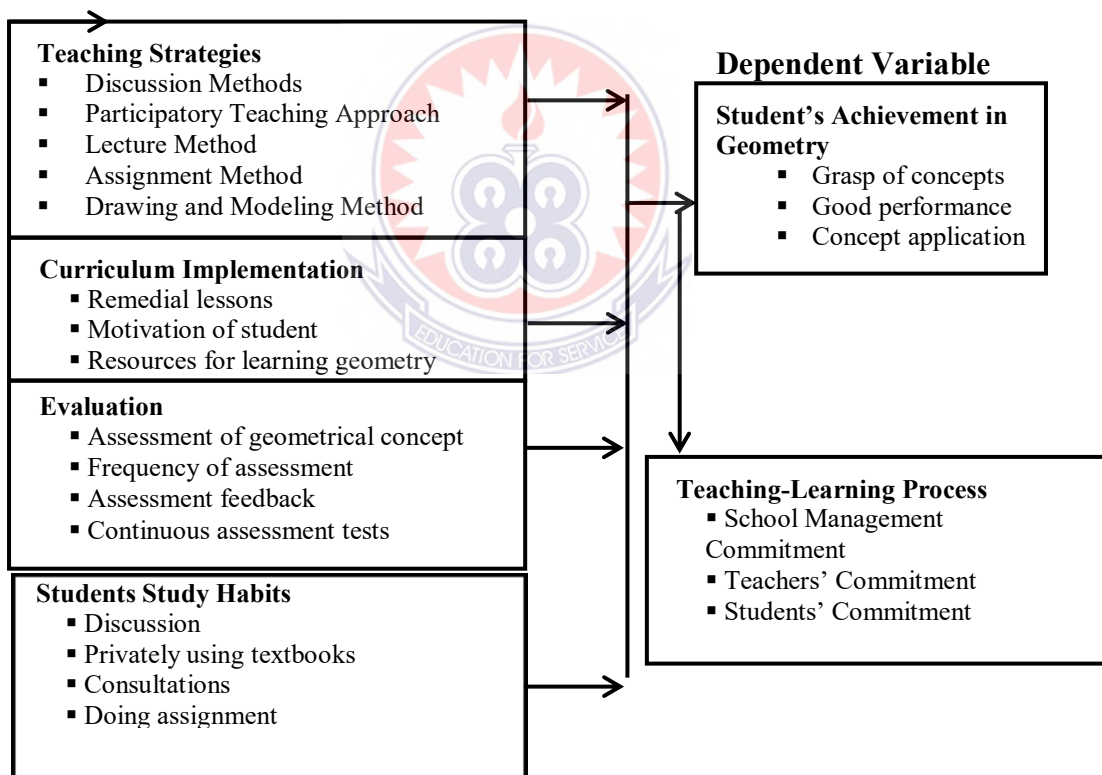 Teaching Strategies
▪ Discussion Methods
▪ Participatory Teaching Approach
▪ Lecture Method
▪ Assignment Method
▪ Drawing and Modeling Method
Curriculum Implementation
▪ Remedial lessons
▪ Motivation of student
▪ Resources for learning geometry
Evaluation
▪ Assessment of geometrical concept
▪ Frequency of assessment
▪ Assessment feedback
▪ Continuous assessment tests
Students Study Habits
▪ Discussion
▪ Privately using textbooks
▪ Consultations
▪ Doing assignment
Dependent Variable
Student’s Achievement in
Geometry
▪ Grasp of concepts
▪ Good performance
▪ Concept application
Teaching-Learning Process
▪ School Management
Commitment
▪ Teachers’ Commitment
▪ Students’ Commitment
EDUCATION FOR SERVICE